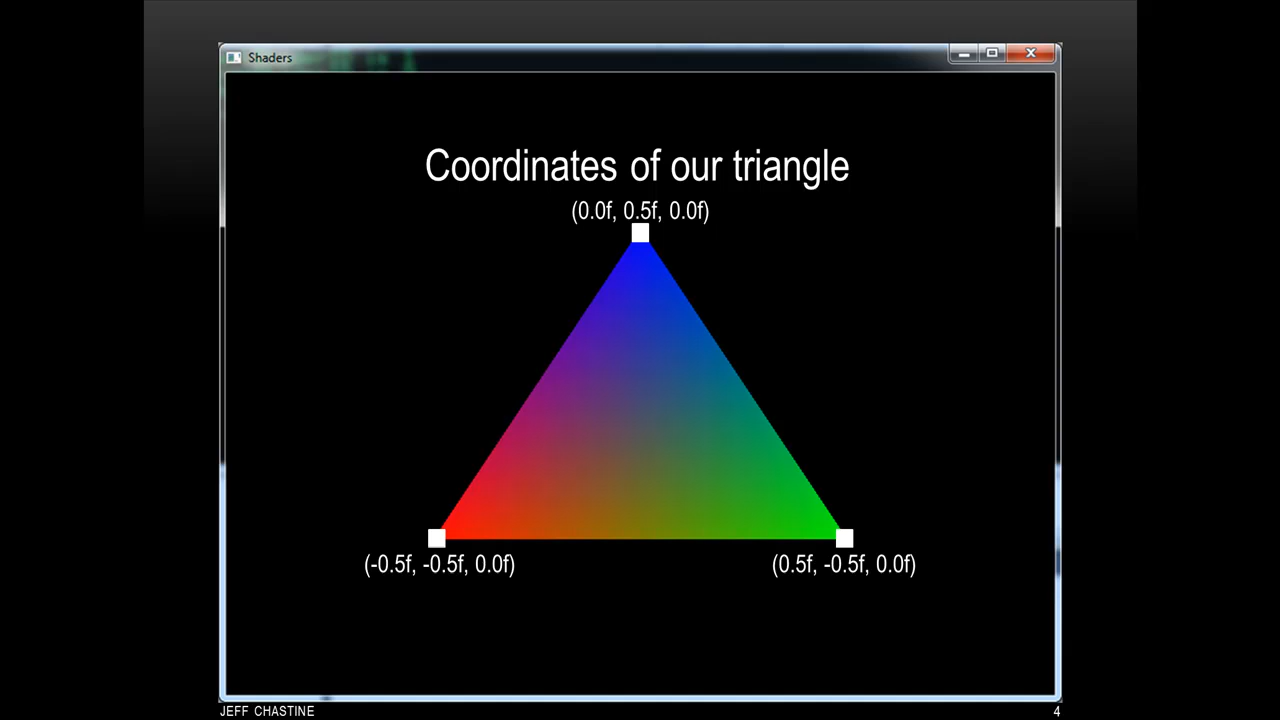 Shaders
Coordinates of our triangle
(0.0f, 0.5f, 0.0f)
(-0.5f, -0.5f, 0.0f)
(0.5f, -0.5f, 0.0f)
JEFF CHASTINE
4